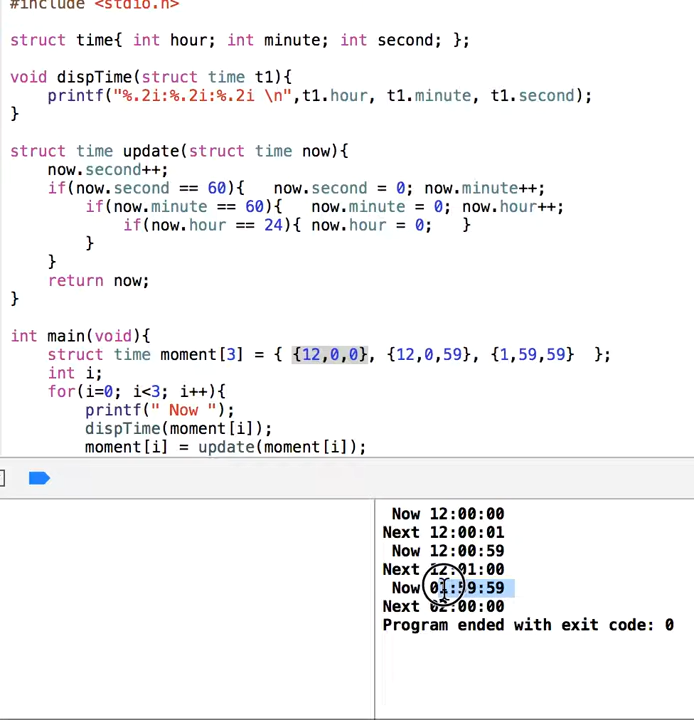 #include <stdio.h>
struct time{ int hour; int minute; int second; };
void dispTime(struct time t1){
printf("%.2i:%.2i:%.2i \n",t1.hour, t1.minute, t1.second);
}
struct time update(struct time now){
now.second++;
if(now.second == 60){ now.second = 0; now.minute++;
if(now.minute == 60){ now.minute = 0; now.hour++;
if(now.hour == 24){ now.hour = 0; }
}
}
return now;
}
int main(void){
struct time moment[3] = { {12,0,0}, {12,0,59}, {1,59,59} };
int i;
for(i=0; i<3; i++){
printf(" Now ");
dispTime(moment[i]);
moment[i] = update(moment[i]);
Now 12:00:00
Next 12:00:01
Now 12:00:59
Next 12:01:00
Now 01:59:59
Next 02:00:00
Program ended with exit code: 0